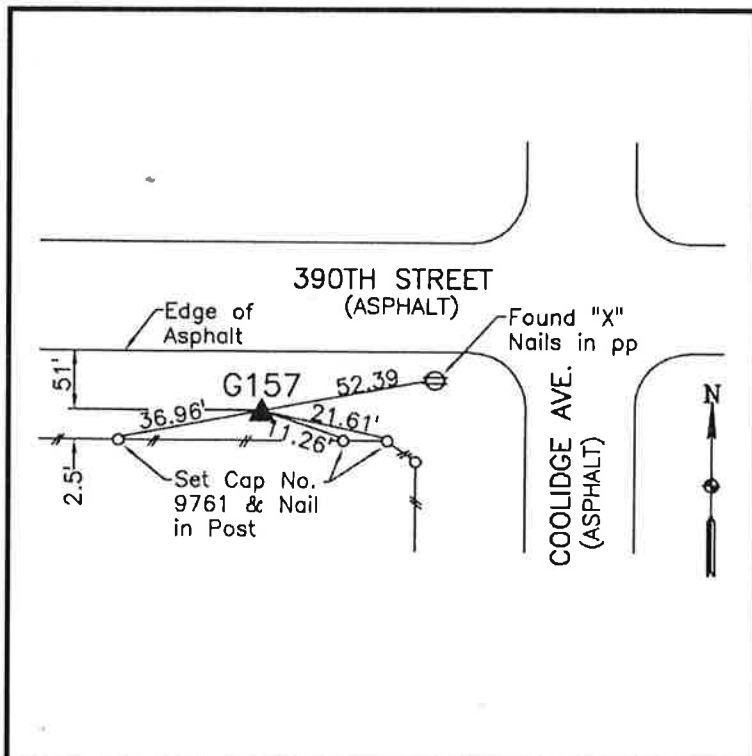 390TH STREET
(ASPHALT)
Edge of
Asphalt
Found "X"
Nails in pp
51'
G157
52.39
36.96'
21.61'
11.26'
2.5'
Set Cap No.
9761 & Nail
in Post
COOLIDGE AVE.
(ASPHALT)
N